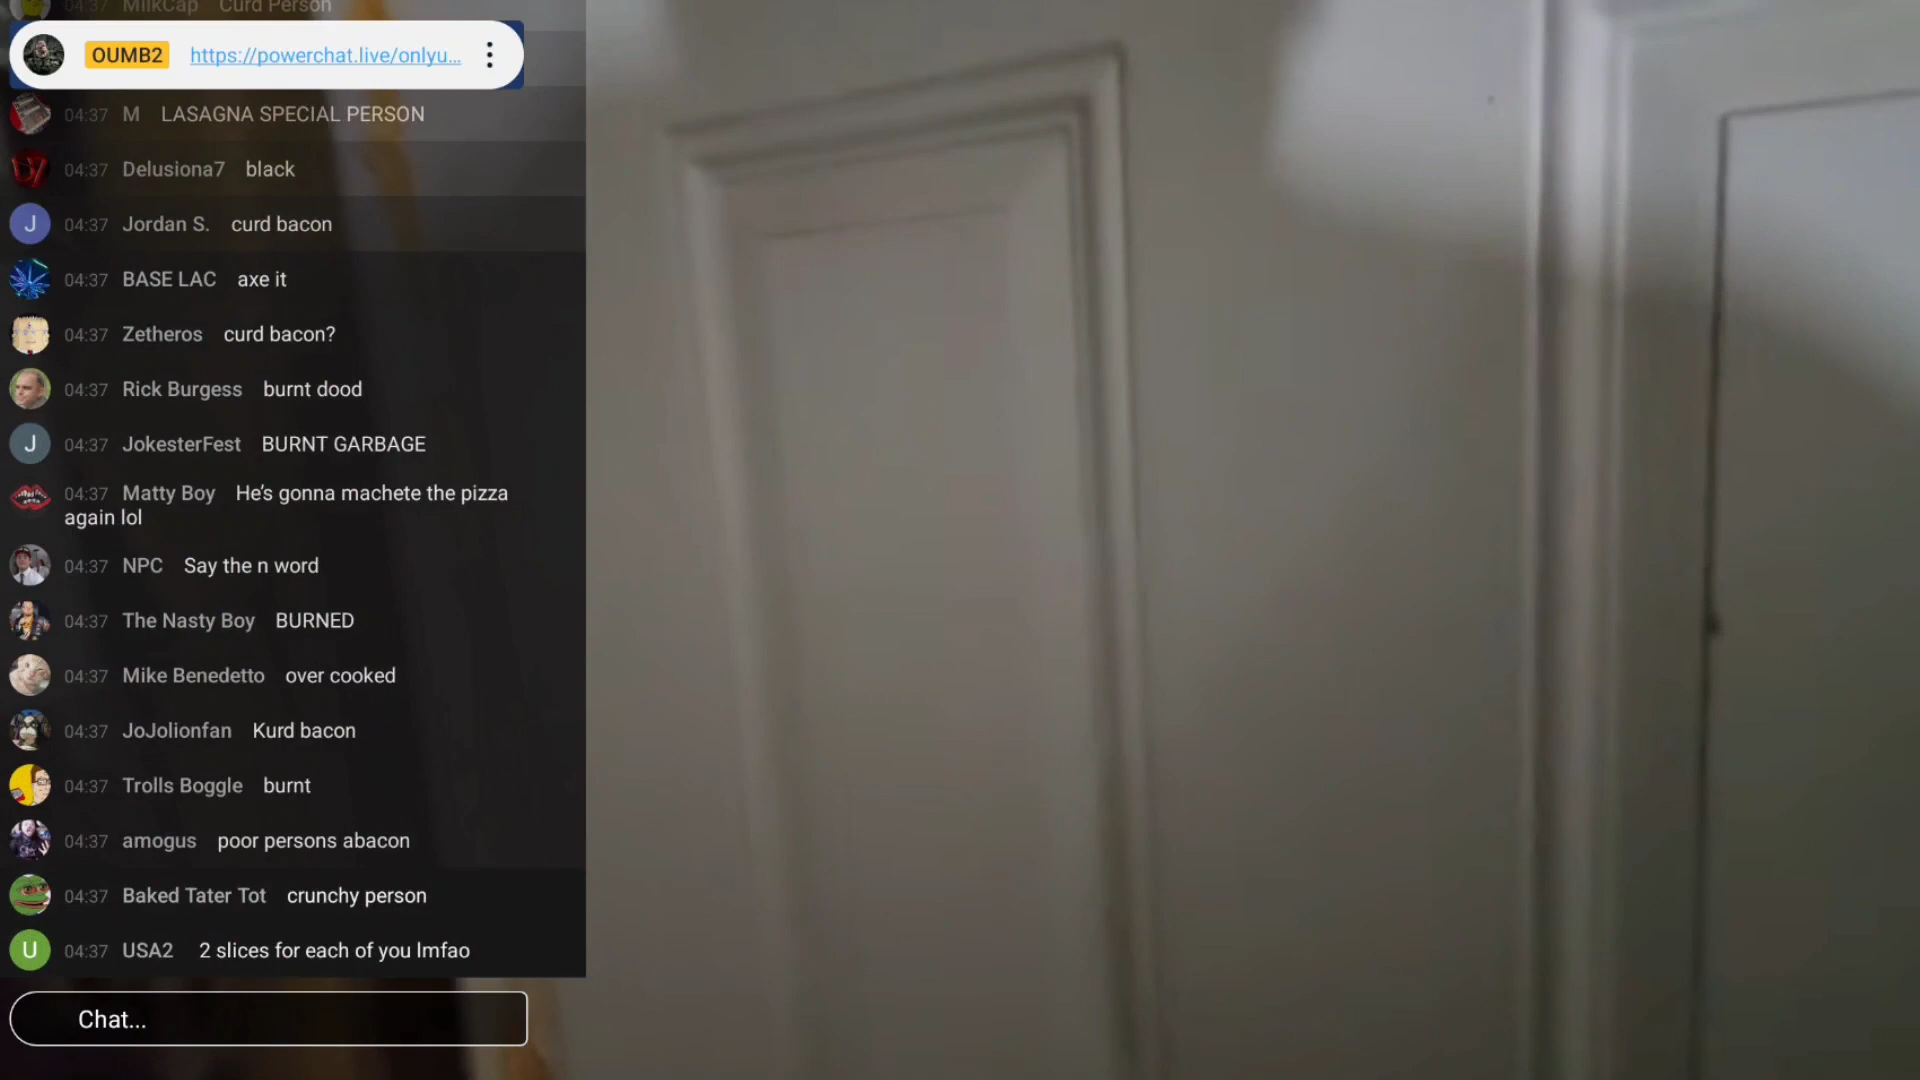 04:37 MilkCap Curd Person
OUMB2 https://powerchat.live/onlyu...
04:37 M LASAGNA SPECIAL PERSON
04:37 Delusiona7 black
J 04:37 Jordan S. curd bacon
04:37 BASE LAC axe it
04:37 Zetheros curd bacon?
04:37 Rick Burgess burnt dood
J 04:37 JokesterFest BURNT GARBAGE
04:37 Matty Boy He's gonna machete the pizza
again lol
04:37 NPC Say the n word
04:37 The Nasty Boy BURNED
04:37 Mike Benedetto over cooked
04:37 JoJolionfan Kurd bacon
04:37 Trolls Boggle burnt
04:37 amogus poor persons abacon
04:37 Baked Tater Tot crunchy person
U 04:37 USA2 2 slices for each of you lmfao
Chat...